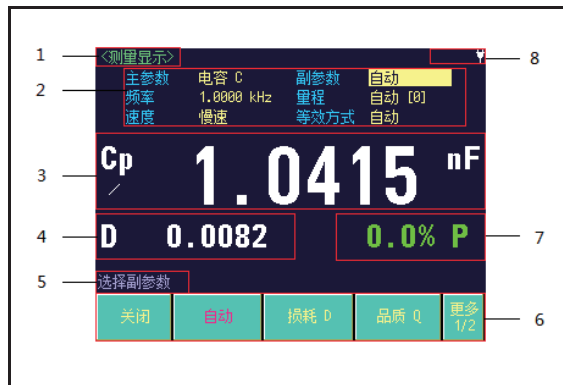 1
<测量显示>
8
2
主参数 电容 C 副参数 自动
频率 1.0000 kHz 量程 自动 [0]
速度 慢速 等效方式 自动
3
Cp 1.0415 nF
4
D 0.0082
0.0% P
7
5
选择副参数
关闭 自动 损耗 D 品质 Q 更多
1/2
6